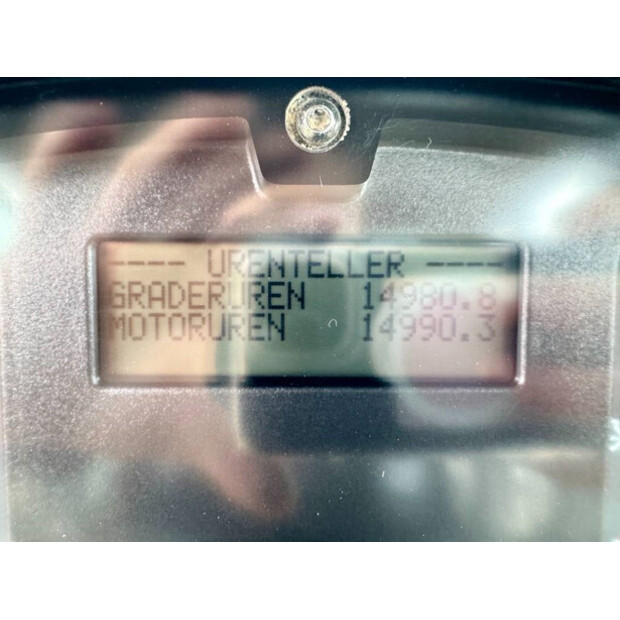 ---- URENTELLER ----
GRADERUREN 14980.8
MOTORUREN 14990.3